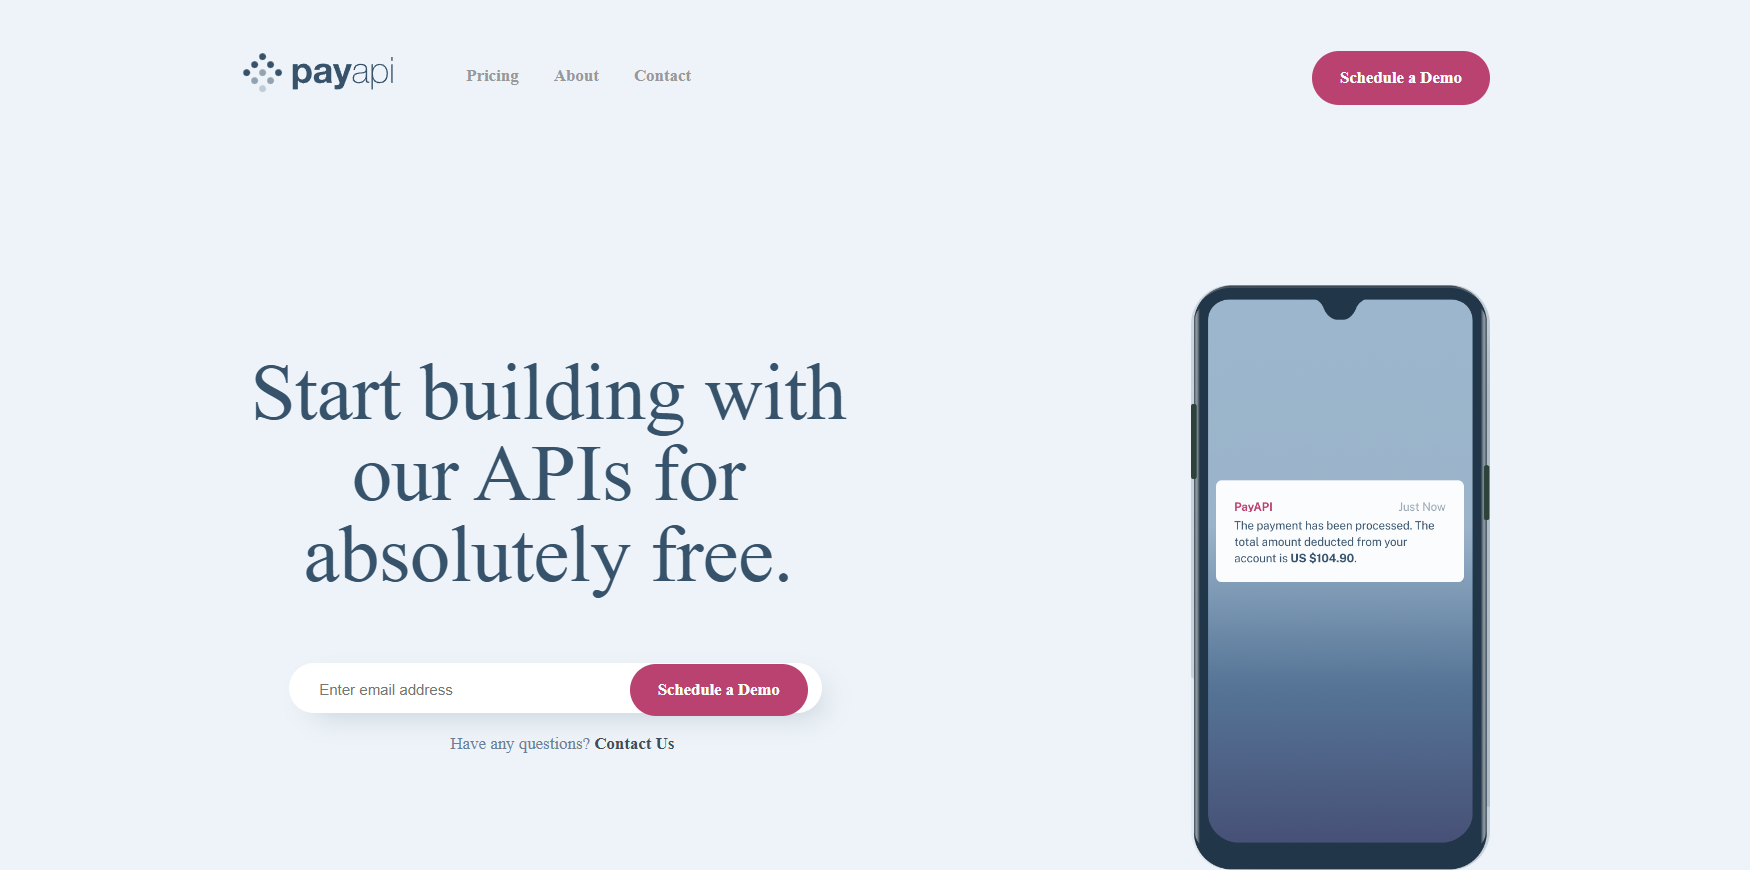 payapi
Pricing
About
Contact
Schedule a Demo
Start building with
our APIs for
absolutely free.
Enter email address
Schedule a Demo
Have any questions? Contact Us
PayAPI
Just Now
The payment has been processed. The
total amount deducted from your
account is US $104.90.